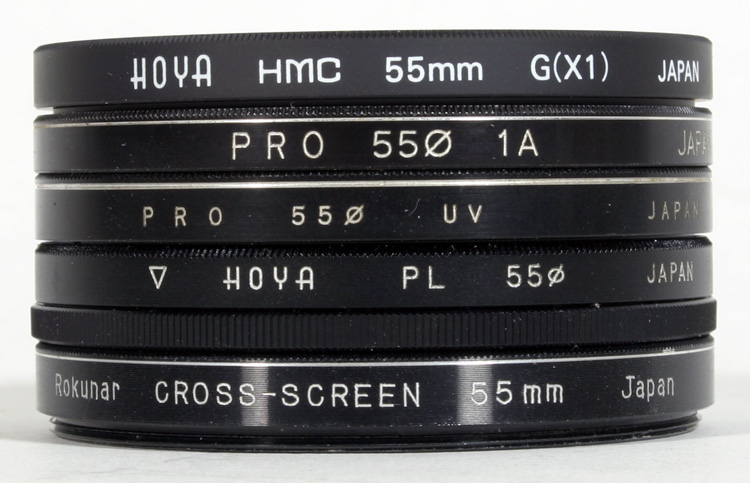 HOYA HMC 55mm G(X1) JAPAN
PRO 55Ø 1A JAPAN
PRO 55Ø UV JAPAN
▽ HOYA PL 55Ø JAPAN
Rokunar CROSS-SCREEN 55mm Japan